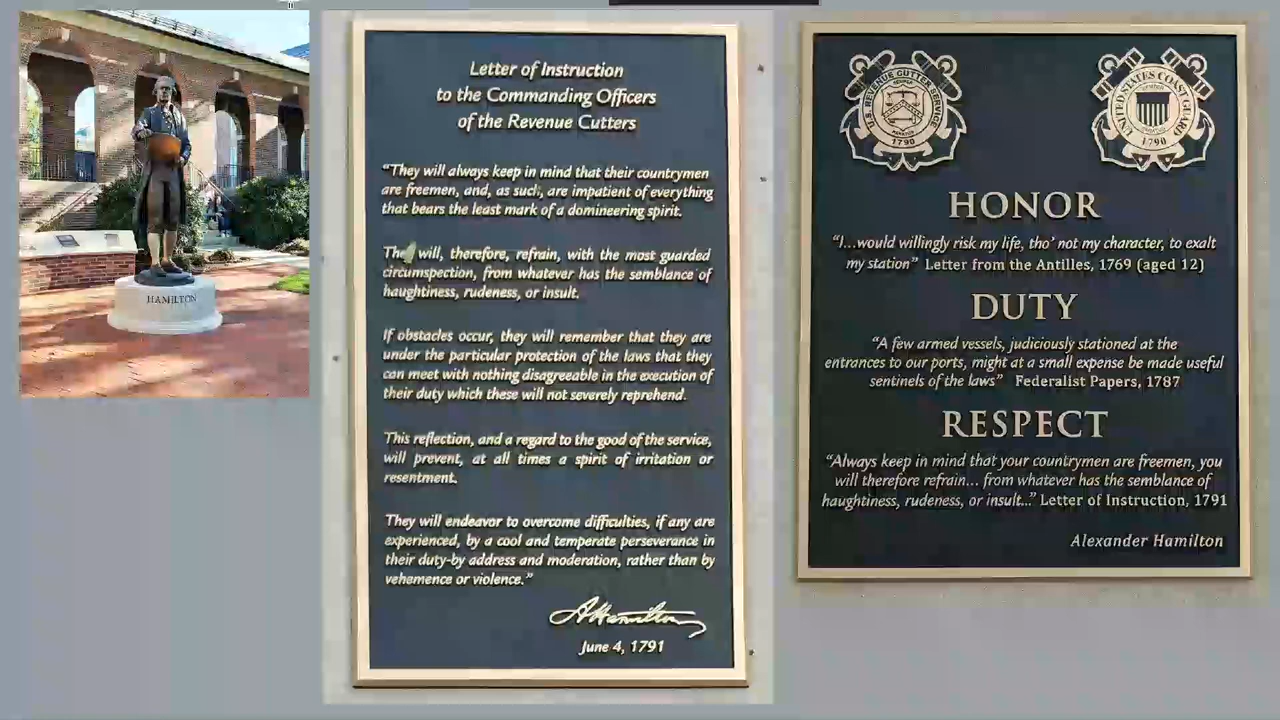 HAMILTON
Letter of Instruction
to the Commanding Officers
of the Revenue Cutters
“They will always keep in mind that their countrymen
are freemen, and, as such, are impatient of everything
that bears the least mark of a domineering spirit.
They will, therefore, refrain, with the most guarded
circumspection, from whatever has the semblance of
haughtiness, rudeness, or insult.
If obstacles occur, they will remember that they are
under the particular protection of the laws that they
can meet with nothing disagreeable in the execution of
their duty which these will not severely reprehend.
This reflection, and a regard to the good of the service,
will prevent, at all times a spirit of irritation or
resentment.
They will endeavor to overcome difficulties, if any are
experienced, by a cool and temperate perseverance in
their duty-by address and moderation, rather than by
vehemence or violence.”
AHamilton
June 4, 1791
U.S. REVENUE CUTTER SERVICE
1790
UNITED STATES COAST GUARD
1790
HONOR
“I...would willingly risk my life, tho’ not my character, to exalt
my station” Letter from the Antilles, 1769 (aged 12)
DUTY
“A few armed vessels, judiciously stationed at the
entrances to our ports, might at a small expense be made useful
sentinels of the laws” Federalist Papers, 1787
RESPECT
“Always keep in mind that your countrymen are freemen, you
will therefore refrain... from whatever has the semblance of
haughtiness, rudeness, or insult...” Letter of Instruction, 1791
Alexander Hamilton